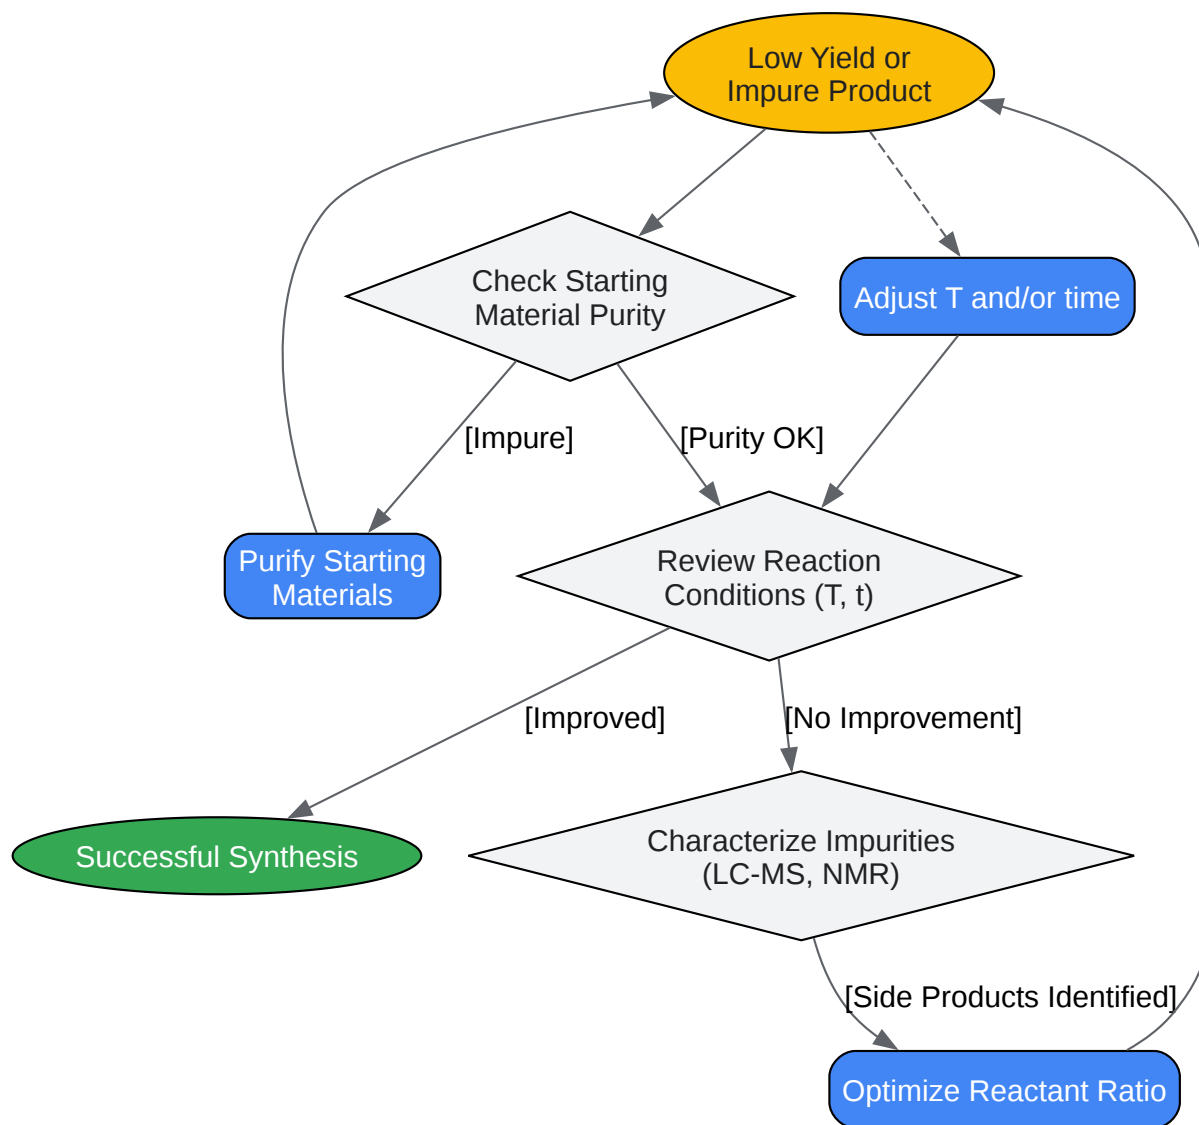 Low Yield or
Impure Product
Check Starting
Material Purity
Adjust T and/or time
[Impure]
[Purity OK]
Purify Starting
Materials
Review Reaction
Conditions (T, t)
[Improved]
[No Improvement]
Successful Synthesis
Characterize Impurities
(LC-MS, NMR)
[Side Products Identified]
Optimize Reactant Ratio